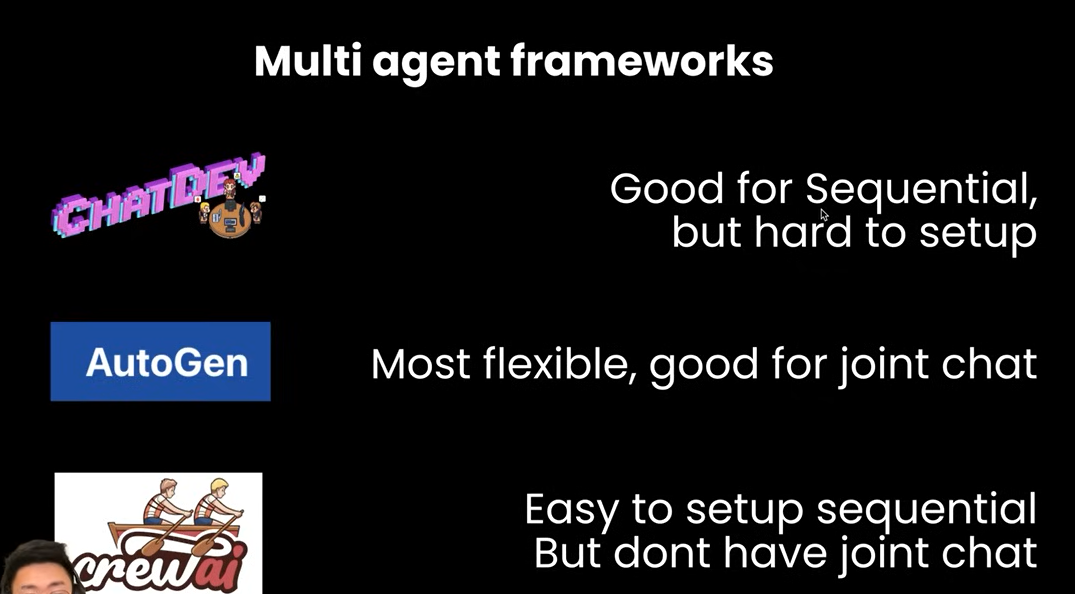 Multi agent frameworks
CHATDEV
Good for Sequential,
but hard to setup
AutoGen
Most flexible, good for joint chat
crewai
Easy to setup sequential
But dont have joint chat